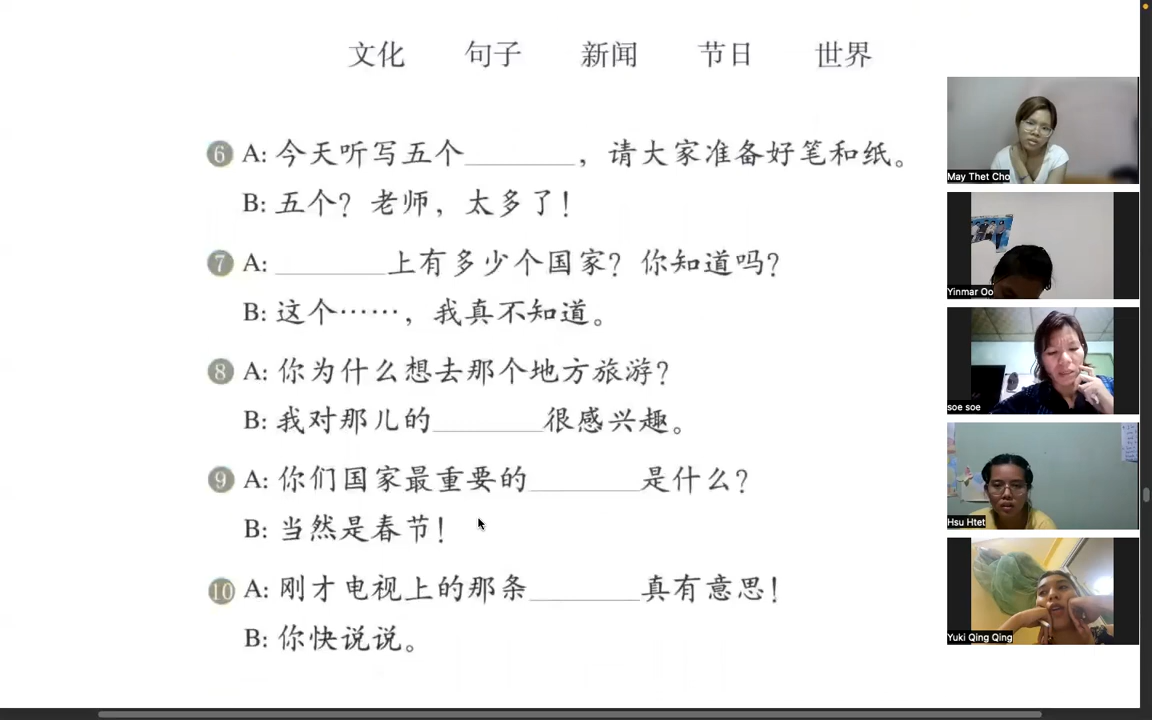 文化 句子 新闻 节日 世界
6 A: 今天听写五个________，请大家准备好笔和纸。
B: 五个？老师，太多了！
7 A: ________上有多少个国家？你知道吗？
B: 这个……，我真不知道。
8 A: 你为什么想去那个地方旅游？
B: 我对那儿的________很感兴趣。
9 A: 你们国家最重要的________是什么？
B: 当然是春节！
10 A: 刚才电视上的那条________真有意思！
B: 你快说说。
May Thet Cho
Yinmar Oo
soe soe
Hsu Htet
Yuki Qing Qing